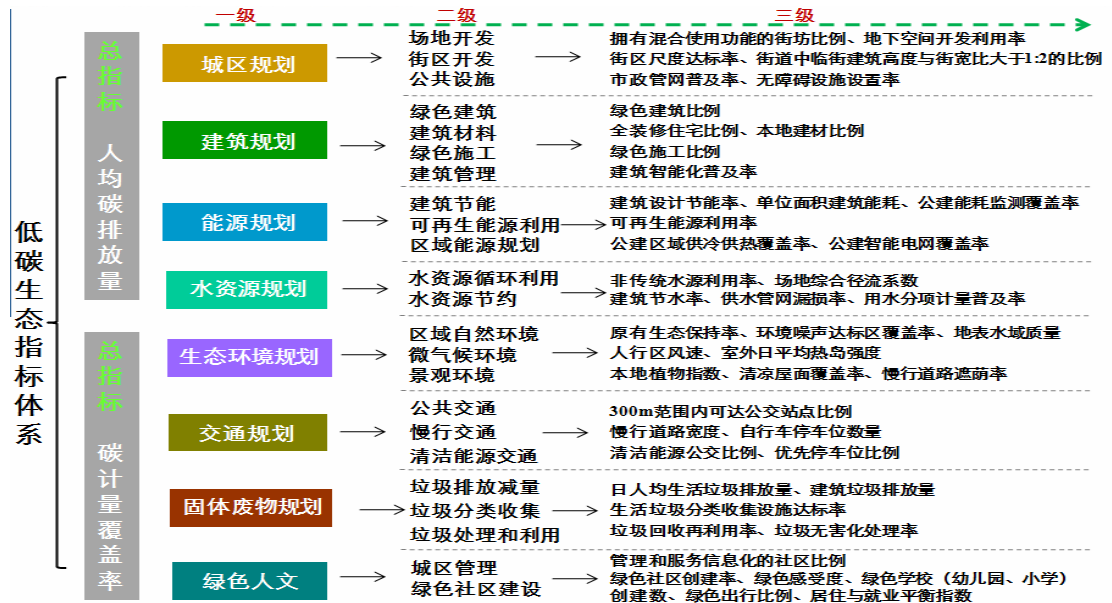 一级
二级
三级
低碳生态指标体系
总指标 人均碳排放量
总指标 碳计量覆盖率
城区规划
场地开发
街区开发
公共设施
拥有混合使用功能的街坊比例、地下空间开发利用率
街区尺度达标率、街道中临街建筑高度与街宽比大于1:2的比例
市政管网普及率、无障碍设施设置率
建筑规划
绿色建筑
建筑材料
绿色施工
建筑管理
绿色建筑比例
全装修住宅比例、本地建材比例
绿色施工比例
建筑智能化普及率
能源规划
建筑节能
可再生能源利用
区域能源规划
建筑设计节能率、单位面积建筑能耗、公建能耗监测覆盖率
可再生能源利用率
公建区域供冷供热覆盖率、公建智能电网覆盖率
水资源规划
水资源循环利用
水资源节约
非传统水源利用率、场地综合径流系数
建筑节水率、供水管网漏损率、用水分项计量普及率
生态环境规划
区域自然环境
微气候环境
景观环境
原有生态保持率、环境噪声达标区覆盖率、地表水域质量
人行区风速、室外日平均热岛强度
本地植物指数、清凉屋面覆盖率、慢行道路遮荫率
交通规划
公共交通
慢行交通
清洁能源交通
300m范围内可达公交站点比例
慢行道路宽度、自行车停车位数量
清洁能源公交比例、优先停车位比例
固体废物规划
垃圾排放减量
垃圾分类收集
垃圾处理和利用
日人均生活垃圾排放量、建筑垃圾排放量
生活垃圾分类收集设施达标率
垃圾回收再利用率、垃圾无害化处理率
绿色人文
城区管理
绿色社区建设
管理和服务信息化的社区比例
绿色社区创建率、绿色感受度、绿色学校（幼儿园、小学）
创建数、绿色出行比例、居住与就业平衡指数